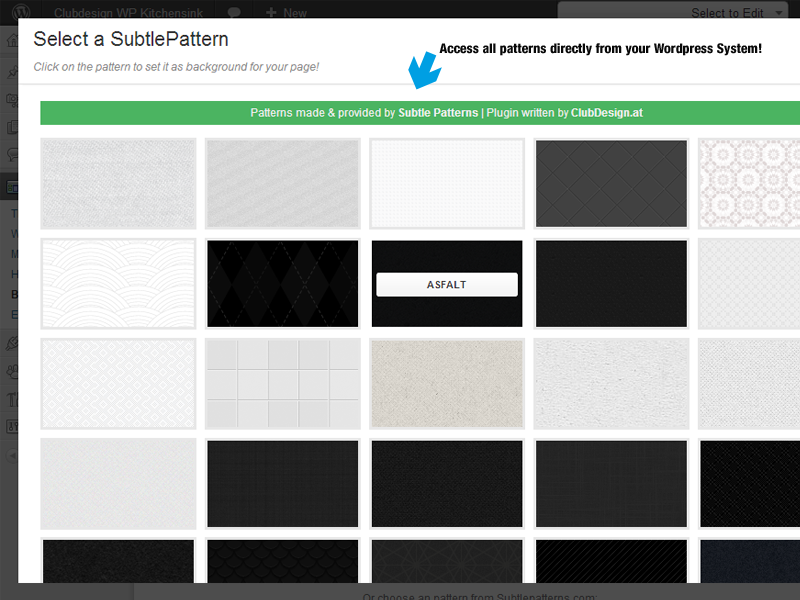 Clubdesign WP Kitchensink
New
Select to Edit
Select a SubtlePattern
Access all patterns directly from your Wordpress System!
Click on the pattern to set it as background for your page!
Patterns made & provided by Subtle Patterns | Plugin written by ClubDesign.at
ASFALT
Or choose an pattern from Subtlepatterns.com: